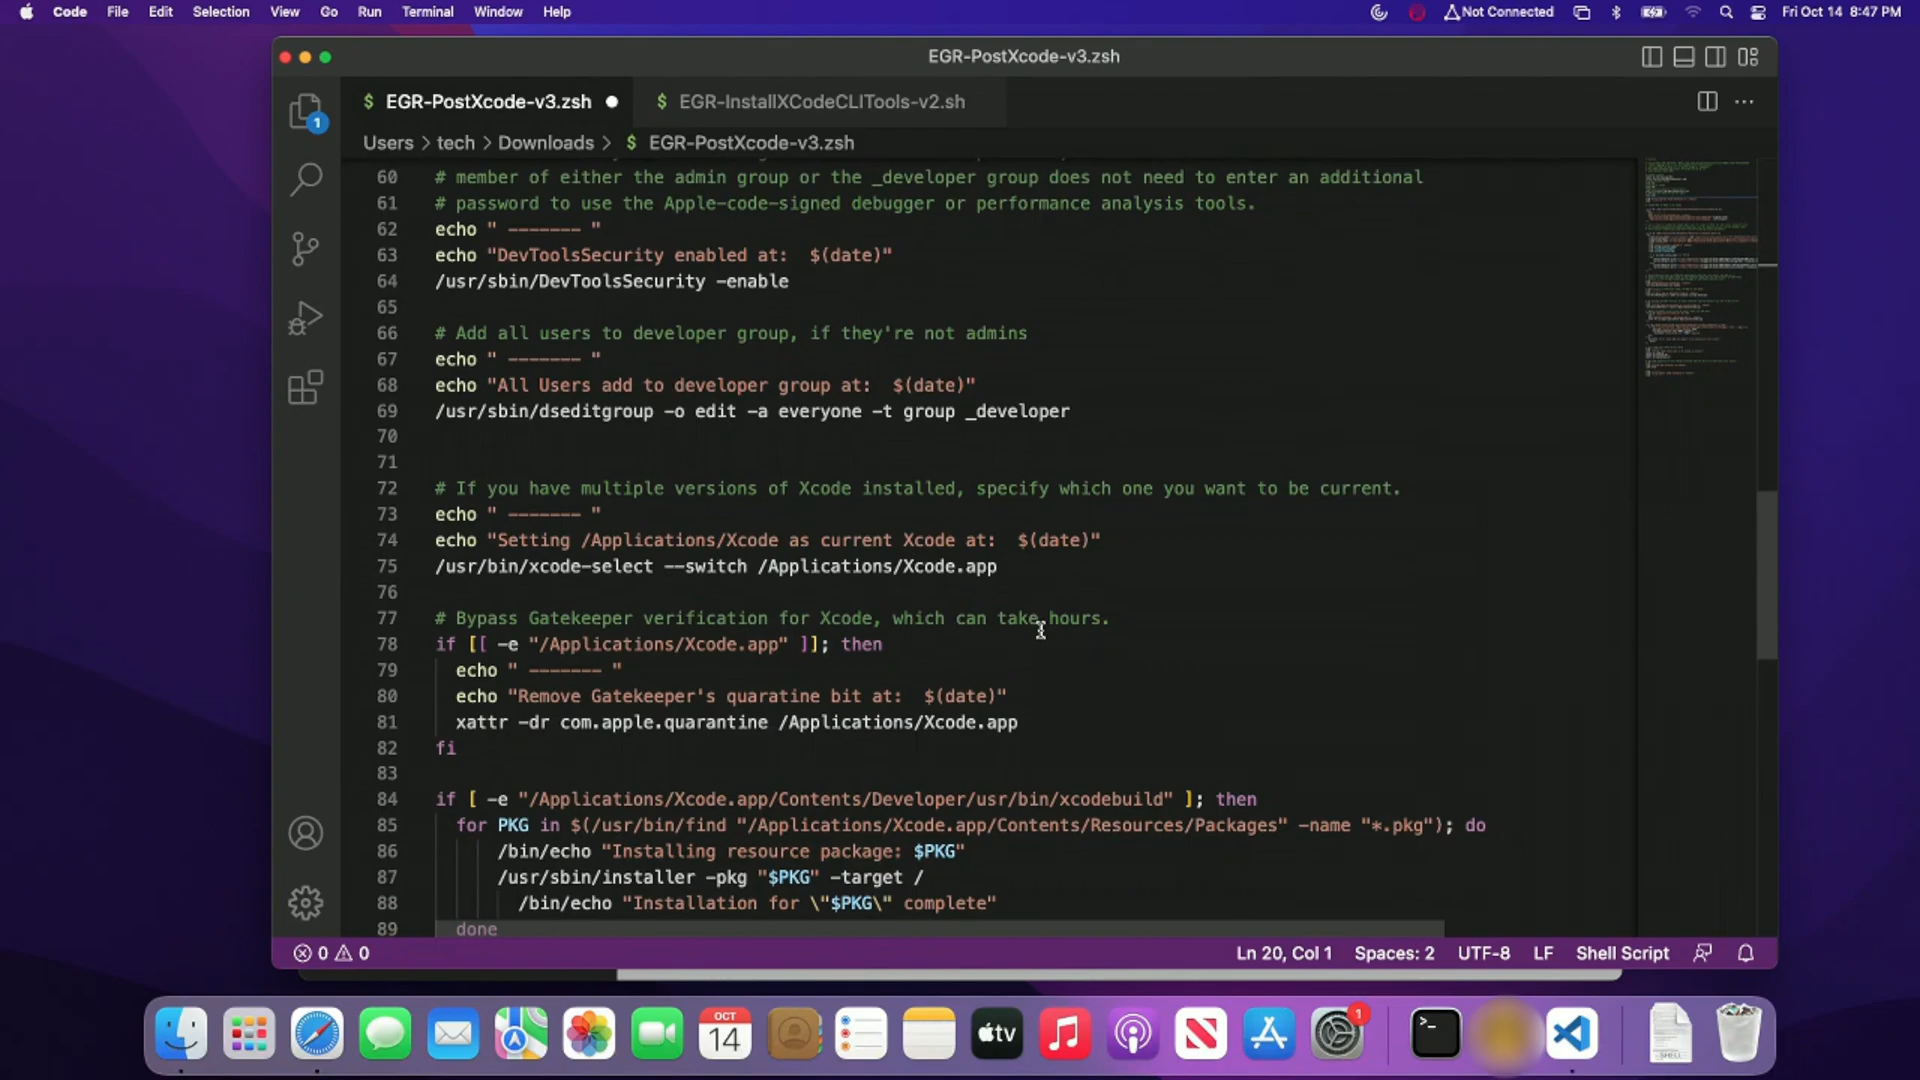 Code File Edit Selection View Go Run Terminal Window Help
Not Connected
Fri Oct 14 8:47 PM
EGR-PostXcode-v3.zsh
$ EGR-PostXcode-v3.zsh ●
$ EGR-InstallXCodeCLITools-v2.sh
1
Users > tech > Downloads > $ EGR-PostXcode-v3.zsh
60 # member of either the admin group or the _developer group does not need to enter an additional
61 # password to use the Apple-code-signed debugger or performance analysis tools.
62 echo " ------- "
63 echo "DevToolsSecurity enabled at:  $(date)"
64 /usr/sbin/DevToolsSecurity -enable
65
66 # Add all users to developer group, if they're not admins
67 echo " ------- "
68 echo "All Users add to developer group at:  $(date)"
69 /usr/sbin/dseditgroup -o edit -a everyone -t group _developer
70
71
72 # If you have multiple versions of Xcode installed, specify which one you want to be current.
73 echo " ------- "
74 echo "Setting /Applications/Xcode as current Xcode at:  $(date)"
75 /usr/bin/xcode-select --switch /Applications/Xcode.app
76
77 # Bypass Gatekeeper verification for Xcode, which can take hours.
78 if [[ -e "/Applications/Xcode.app" ]]; then
79 echo " ------- "
80 echo "Remove Gatekeeper's quaratine bit at:  $(date)"
81 xattr -dr com.apple.quarantine /Applications/Xcode.app
82 fi
83
84 if [ -e "/Applications/Xcode.app/Contents/Developer/usr/bin/xcodebuild" ]; then
85 for PKG in $(/usr/bin/find "/Applications/Xcode.app/Contents/Resources/Packages" -name "*.pkg"); do
86 /bin/echo "Installing resource package: $PKG"
87 /usr/sbin/installer -pkg "$PKG" -target /
88 /bin/echo "Installation for \"$PKG\" complete"
89 done
0 0
Ln 20, Col 1 Spaces: 2 UTF-8 LF Shell Script
OCT
14
tv
1
>_
SHELL